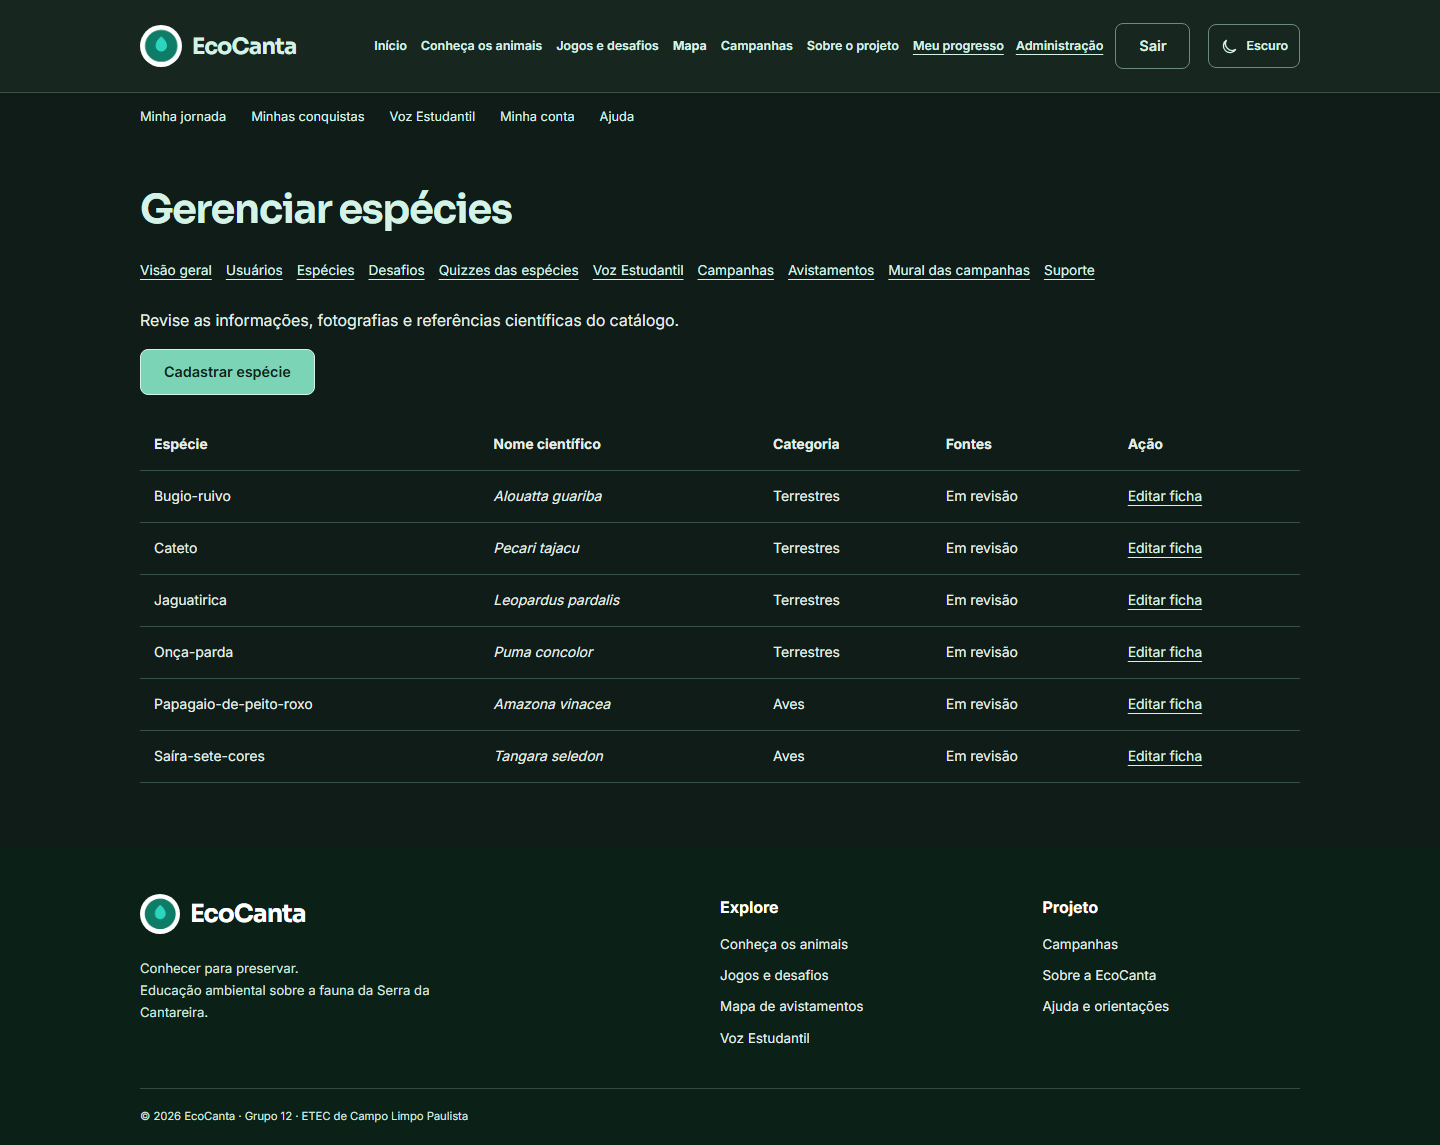 EcoCanta
Início Conheça os animais Jogos e desafios Mapa Campanhas Sobre o projeto Meu progresso Administração Sair Escuro
Minha jornada Minhas conquistas Voz Estudantil Minha conta Ajuda
Gerenciar espécies
Visão geral Usuários Espécies Desafios Quizzes das espécies Voz Estudantil Campanhas Avistamentos Mural das campanhas Suporte
Revise as informações, fotografias e referências científicas do catálogo.
Cadastrar espécie
Espécie Nome científico Categoria Fontes Ação
Bugio-ruivo Alouatta guariba Terrestres Em revisão Editar ficha
Cateto Pecari tajacu Terrestres Em revisão Editar ficha
Jaguatirica Leopardus pardalis Terrestres Em revisão Editar ficha
Onça-parda Puma concolor Terrestres Em revisão Editar ficha
Papagaio-de-peito-roxo Amazona vinacea Aves Em revisão Editar ficha
Saíra-sete-cores Tangara seledon Aves Em revisão Editar ficha
EcoCanta
Conhecer para preservar.
Educação ambiental sobre a fauna da Serra da
Cantareira.
Explore
Conheça os animais
Jogos e desafios
Mapa de avistamentos
Voz Estudantil
Projeto
Campanhas
Sobre a EcoCanta
Ajuda e orientações
© 2026 EcoCanta · Grupo 12 · ETEC de Campo Limpo Paulista